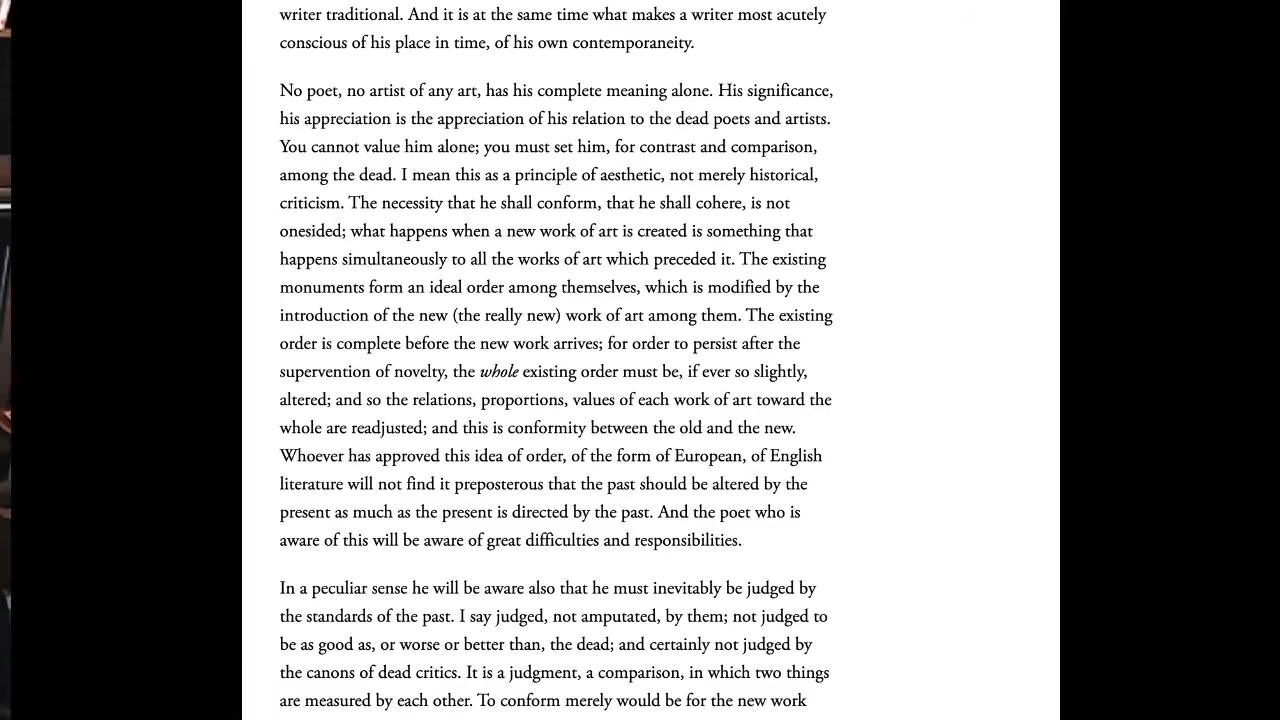 writer traditional. And it is at the same time what makes a writer most acutely
conscious of his place in time, of his own contemporaneity.
No poet, no artist of any art, has his complete meaning alone. His significance,
his appreciation is the appreciation of his relation to the dead poets and artists.
You cannot value him alone; you must set him, for contrast and comparison,
among the dead. I mean this as a principle of aesthetic, not merely historical,
criticism. The necessity that he shall conform, that he shall cohere, is not
onesided; what happens when a new work of art is created is something that
happens simultaneously to all the works of art which preceded it. The existing
monuments form an ideal order among themselves, which is modified by the
introduction of the new (the really new) work of art among them. The existing
order is complete before the new work arrives; for order to persist after the
supervention of novelty, the whole existing order must be, if ever so slightly,
altered; and so the relations, proportions, values of each work of art toward the
whole are readjusted; and this is conformity between the old and the new.
Whoever has approved this idea of order, of the form of European, of English
literature will not find it preposterous that the past should be altered by the
present as much as the present is directed by the past. And the poet who is
aware of this will be aware of great difficulties and responsibilities.
In a peculiar sense he will be aware also that he must inevitably be judged by
the standards of the past. I say judged, not amputated, by them; not judged to
be as good as, or worse or better than, the dead; and certainly not judged by
the canons of dead critics. It is a judgment, a comparison, in which two things
are measured by each other. To conform merely would be for the new work